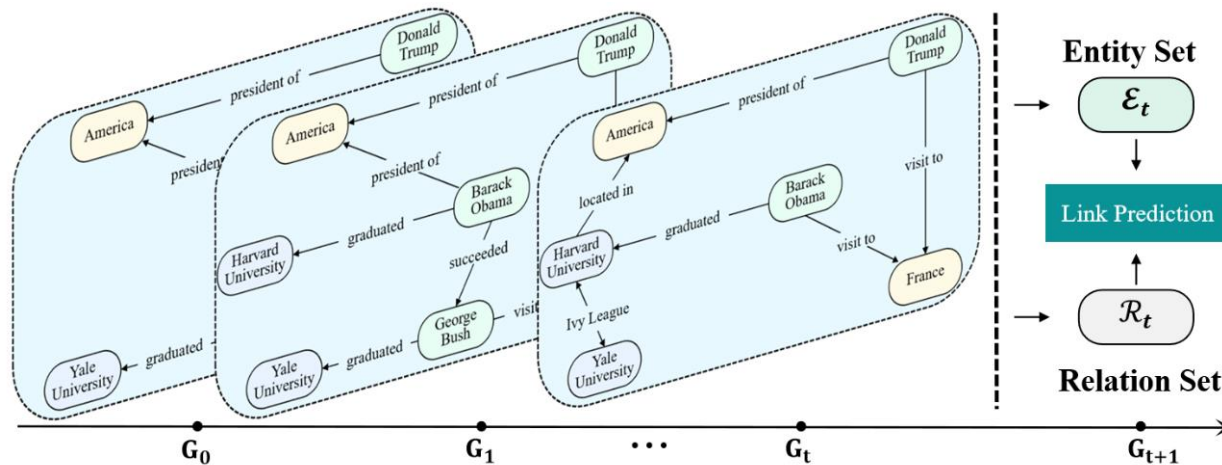 Donald
Trump
president of
America
president
Yale
University
graduated
Donald
Trump
president of
America
president of
Barack
Obama
graduated
Harvard
University
succeeded
George
Bush
visit
graduated
Yale
University
Donald
Trump
president of
America
visit to
located in
Barack
Obama
graduated
Harvard
University
visit to
France
Ivy League
Yale
University
Entity Set
ℰt
Link Prediction
ℛt
Relation Set
G0
G1
...
Gt
Gt+1